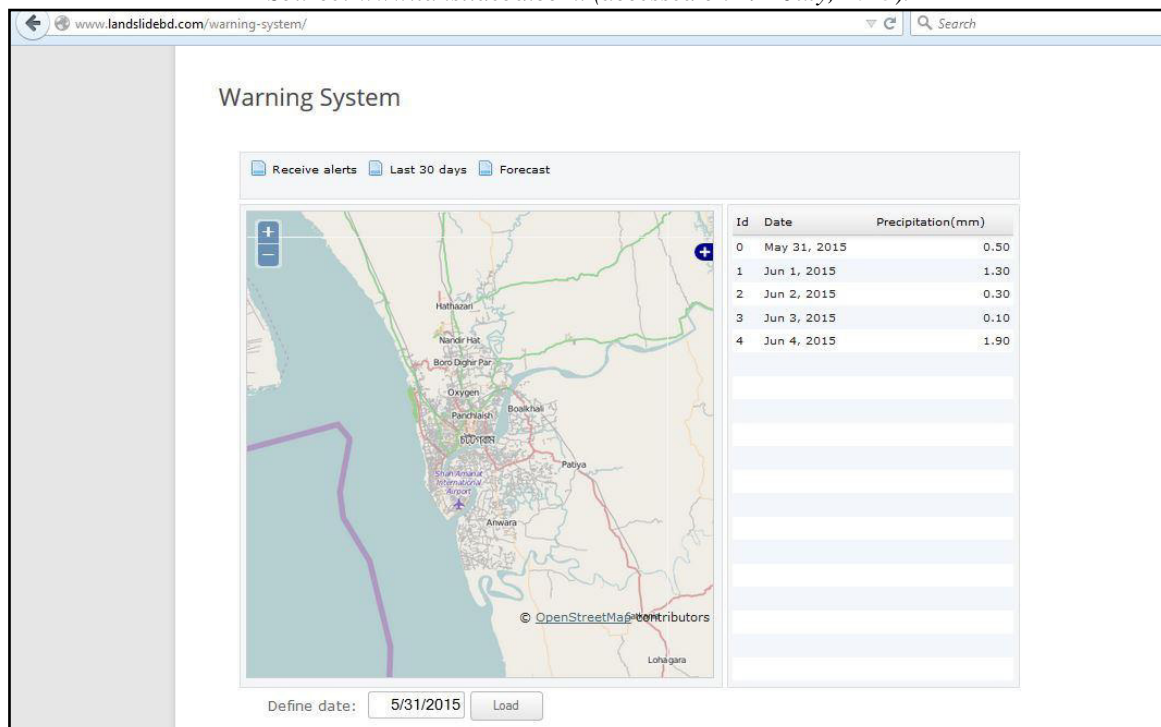 www.landslidebd.com/warning-system/
Search
Warning System
Receive alerts Last 30 days Forecast
+
−
Hathazari
Nandir Hat
Boro Dighir Par
Oxygen
Panchlaish
Boalkhali
Patiya
Shah Amanat
International
Airport
Anwara
© OpenStreetMap contributors
Lohagara
+
Id Date Precipitation(mm)
0 May 31, 2015 0.50
1 Jun 1, 2015 1.30
2 Jun 2, 2015 0.30
3 Jun 3, 2015 0.10
4 Jun 4, 2015 1.90
Define date: 5/31/2015 Load